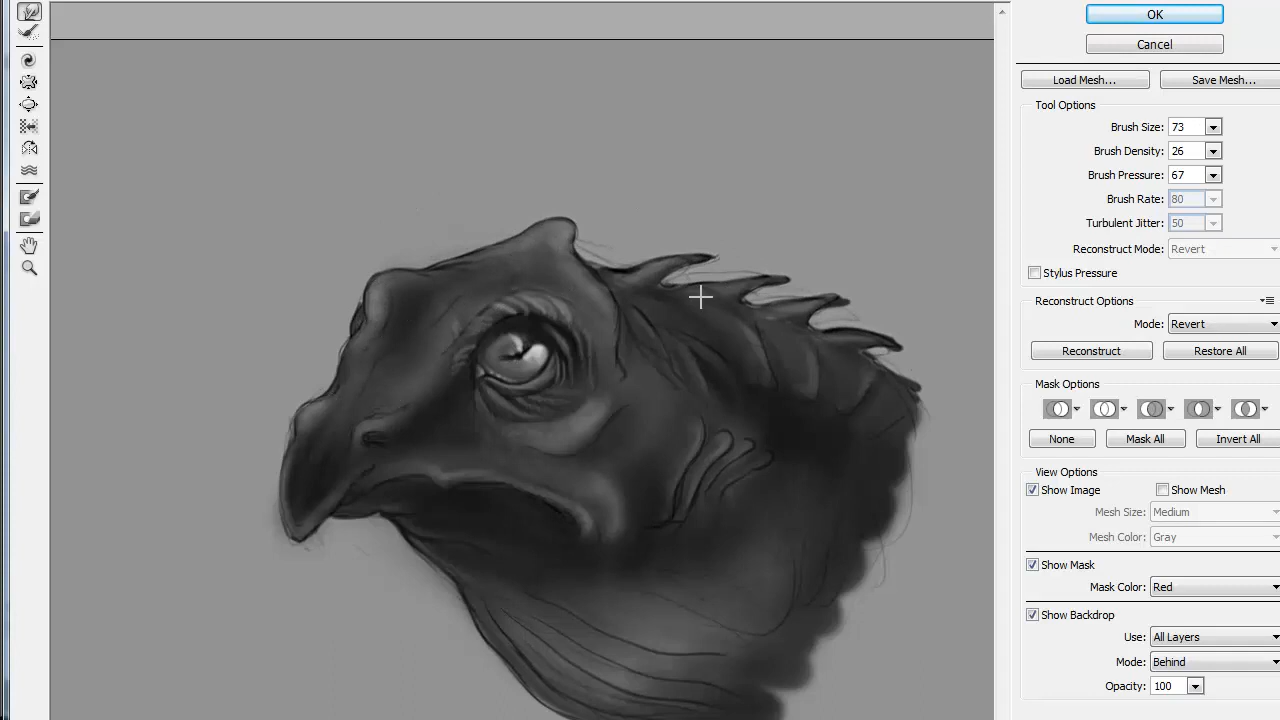 OK
Cancel
Load Mesh... Save Mesh...
Tool Options
Brush Size: 73
Brush Density: 26
Brush Pressure: 67
Brush Rate: 80
Turbulent Jitter: 50
Reconstruct Mode: Revert
Stylus Pressure
Reconstruct Options
Mode: Revert
Reconstruct Restore All
Mask Options
None Mask All Invert All
View Options
Show Image Show Mesh
Mesh Size: Medium
Mesh Color: Gray
Show Mask
Mask Color: Red
Show Backdrop
Use: All Layers
Mode: Behind
Opacity: 100